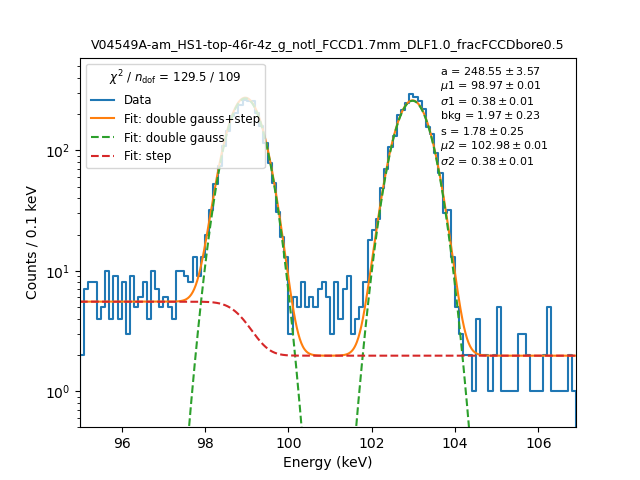 V04549A-am_HS1-top-46r-4z_g_notl_FCCD1.7mm_DLF1.0_fracFCCDbore0.5
χ² / n_dof = 129.5 / 109
Data
Fit: double gauss+step
Fit: double gauss
Fit: step
a = 248.55 ± 3.57
μ1 = 98.97 ± 0.01
σ1 = 0.38 ± 0.01
bkg = 1.97 ± 0.23
s = 1.78 ± 0.25
μ2 = 102.98 ± 0.01
σ2 = 0.38 ± 0.01
Counts / 0.1 keV
10²
10¹
10⁰
96 98 100 102 104 106
Energy (keV)